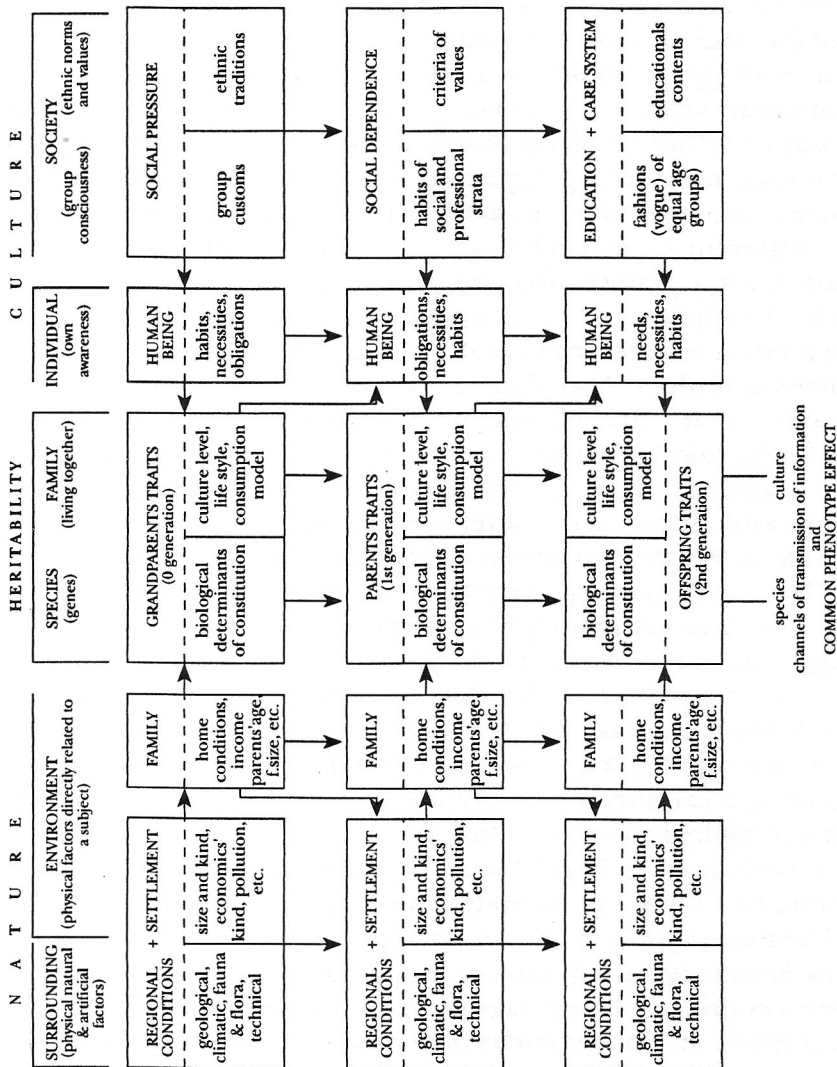 N A T U R E
HERITABILITY
C U L T U R E
SURROUNDING
(physical natural
& artificial
factors)
ENVIRONMENT
(physical factors directly related to
a subject)
SPECIES
(genes)
FAMILY
(living together)
INDIVIDUAL
(own
awareness)
SOCIETY
(group
consciousness)
(ethnic norms
and values)
REGIONAL + SETTLEMENT
CONDITIONS
geological,
climatic, fauna
& flora,
technical
size and kind,
economics'
kind, pollution,
etc.
FAMILY
home
conditions,
income
parents'age,
f.size, etc.
GRANDPARENTS TRAITS
(0 generation)
biological
determinants
of constitution
culture level,
life style,
consumption
model
HUMAN
BEING
habits,
necessities,
obligations
SOCIAL PRESSURE
group
customs
ethnic
traditions
REGIONAL + SETTLEMENT
CONDITIONS
geological,
climatic, fauna
& flora,
technical
size and kind,
economics'
kind, pollution,
etc.
FAMILY
home
conditions,
income
parents'age,
f.size, etc.
PARENTS TRAITS
(1st generation)
biological
determinants
of constitution
culture level,
life style,
consumption
model
HUMAN
BEING
obligations,
necessities,
habits
SOCIAL DEPENDENCE
habits of
social and
professional
strata
criteria of
values
REGIONAL + SETTLEMENT
CONDITIONS
geological,
climatic, fauna
& flora,
technical
size and kind,
economics'
kind, pollution,
etc.
FAMILY
home
conditions,
income
parents'age,
f.size, etc.
OFFSPRING TRAITS
(2nd generation)
biological
determinants
of constitution
culture level,
life style,
consumption
model
HUMAN
BEING
needs,
necessities,
habits
EDUCATION + CARE SYSTEM
fashions
(vogue) of
equal age
groups)
educationals
contents
species culture
channels of transmission of information
and
COMMON PHENOTYPE EFFECT